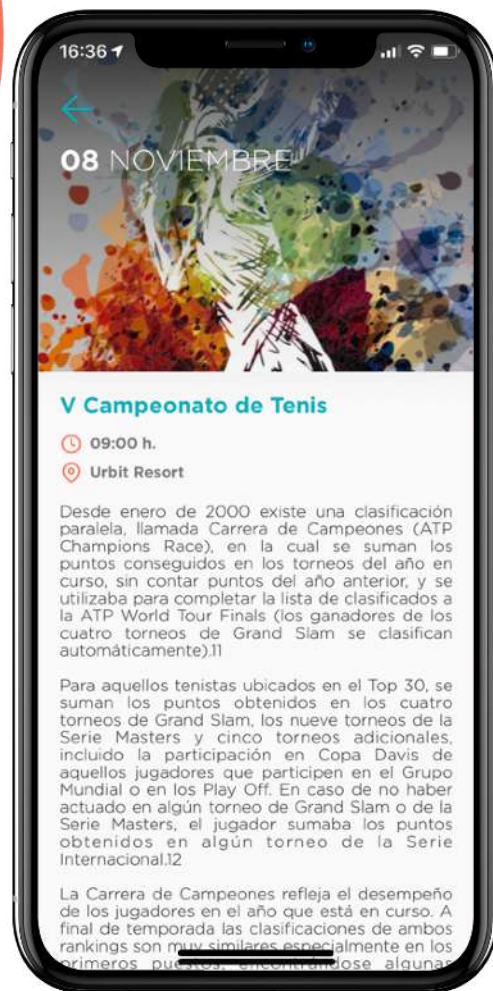 16:36
08 NOVIEMBRE
V Campeonato de Tenis
09:00 h.
Urbit Resort
Desde enero de 2000 existe una clasificación
paralela, llamada Carrera de Campeones (ATP
Champions Race), en la cual se suman los
puntos conseguidos en los torneos del año en
curso, sin contar puntos del año anterior, y se
utilizaba para completar la lista de clasificados a
la ATP World Tour Finals (los ganadores de los
cuatro torneos de Grand Slam se clasifican
automáticamente).11
Para aquellos tenistas ubicados en el Top 30, se
suman los puntos obtenidos en los cuatro
torneos de Grand Slam, los nueve torneos de la
Serie Masters y cinco torneos adicionales,
incluido la participación en Copa Davis de
aquellos jugadores que participen en el Grupo
Mundial o en los Play Off. En caso de no haber
actuado en algún torneo de Grand Slam o de la
Serie Masters, el jugador sumaba los puntos
obtenidos en algún torneo de la Serie
Internacional.12
La Carrera de Campeones refleja el desempeño
de los jugadores en el año que está en curso. A
final de temporada las clasificaciones de ambos
rankings son muy similares especialmente en los
primeros puestos, encontrándose algunas